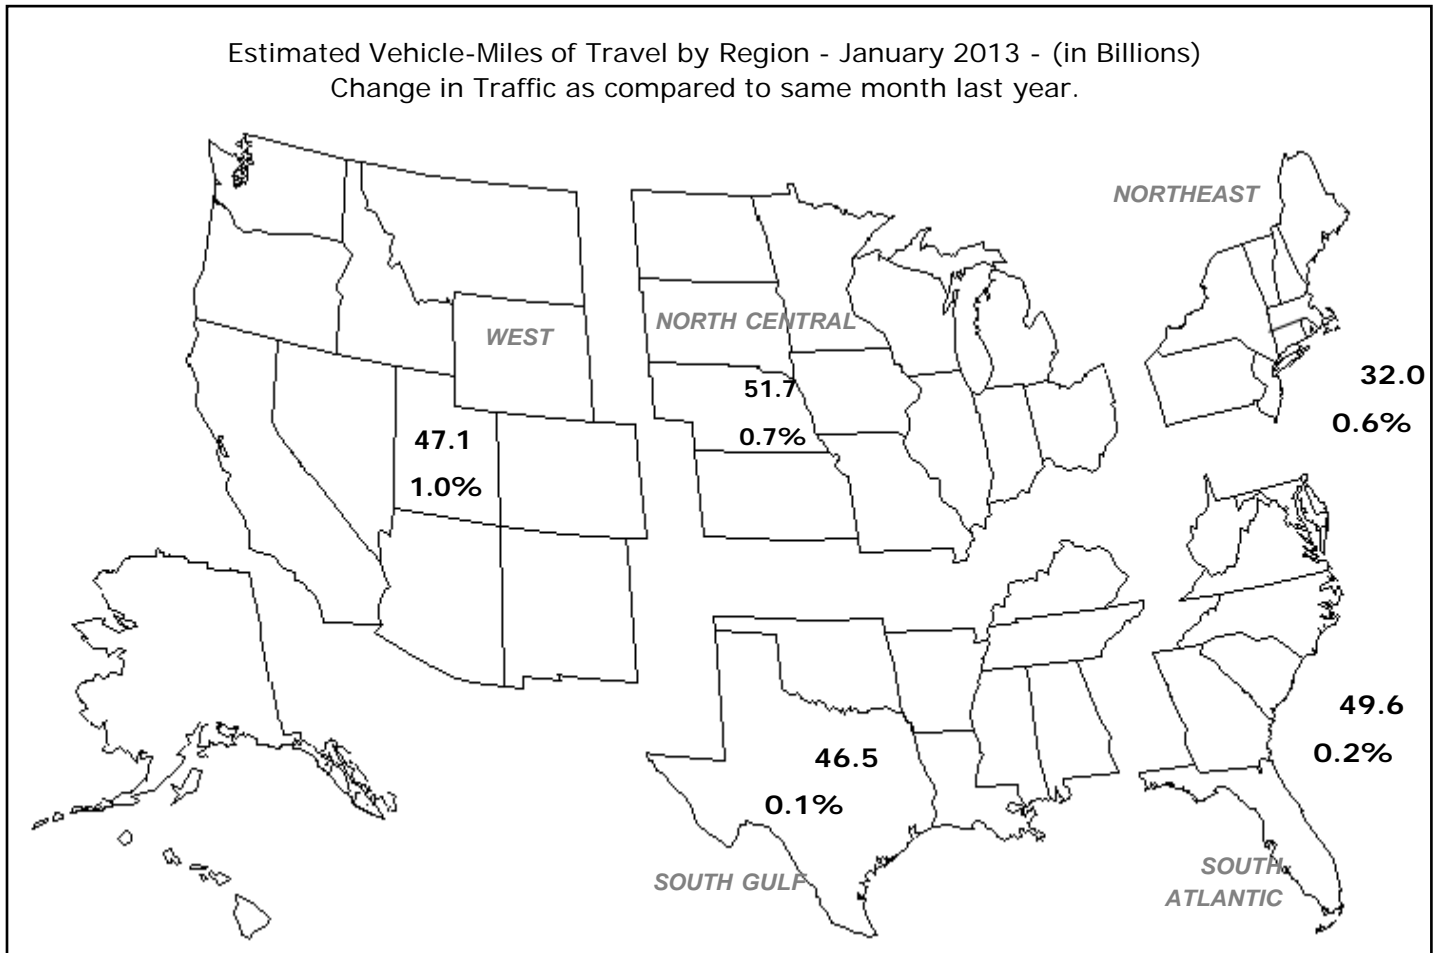 Estimated Vehicle-Miles of Travel by Region - January 2013 - (in Billions)
Change in Traffic as compared to same month last year.
NORTHEAST
WEST
NORTH CENTRAL
32.0
0.6%
51.7
0.7%
47.1
1.0%
49.6
0.2%
46.5
0.1%
SOUTH GULF
SOUTH
ATLANTIC